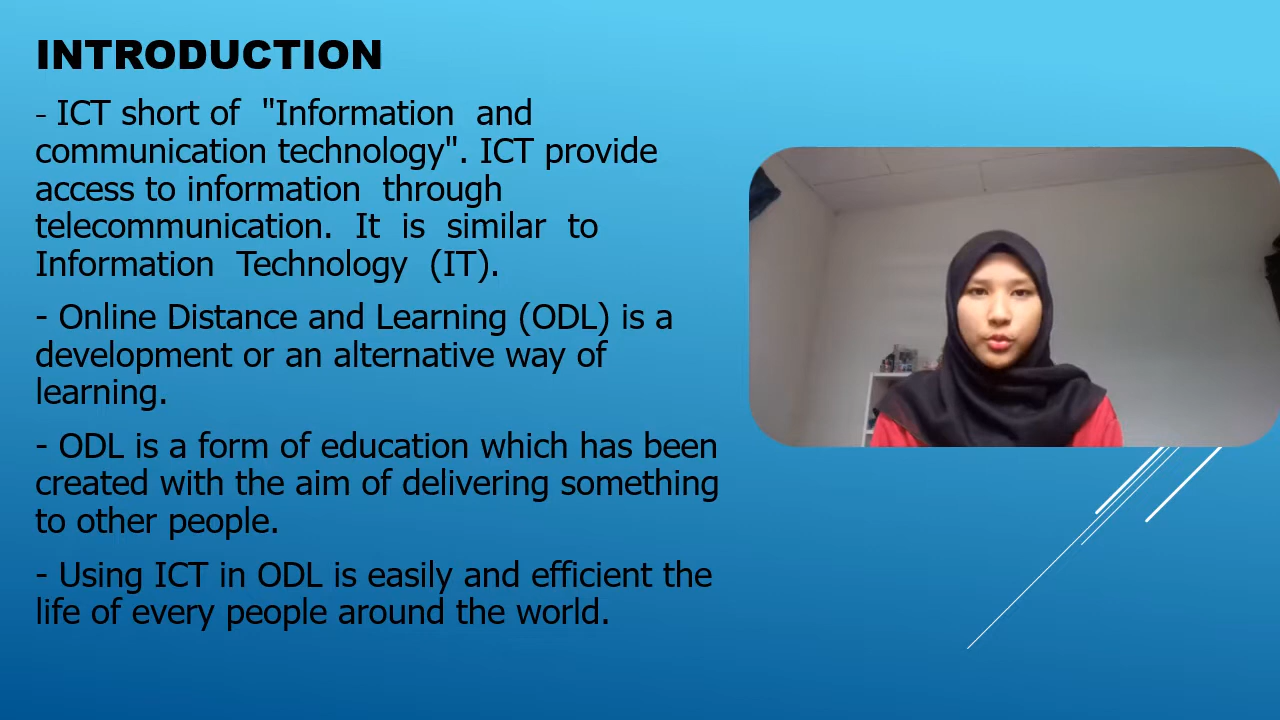 INTRODUCTION
- ICT short of "Information and
communication technology". ICT provide
access to information through
telecommunication. It is similar to
Information Technology (IT).
- Online Distance and Learning (ODL) is a
development or an alternative way of
learning.
- ODL is a form of education which has been
created with the aim of delivering something
to other people.
- Using ICT in ODL is easily and efficient the
life of every people around the world.